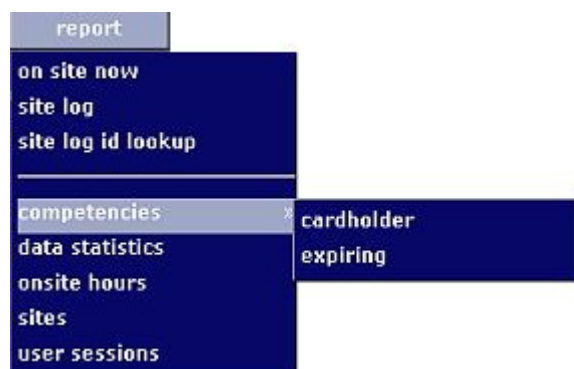 report
on site now
site log
site log id lookup
competencies »
cardholder
expiring
data statistics
onsite hours
sites
user sessions